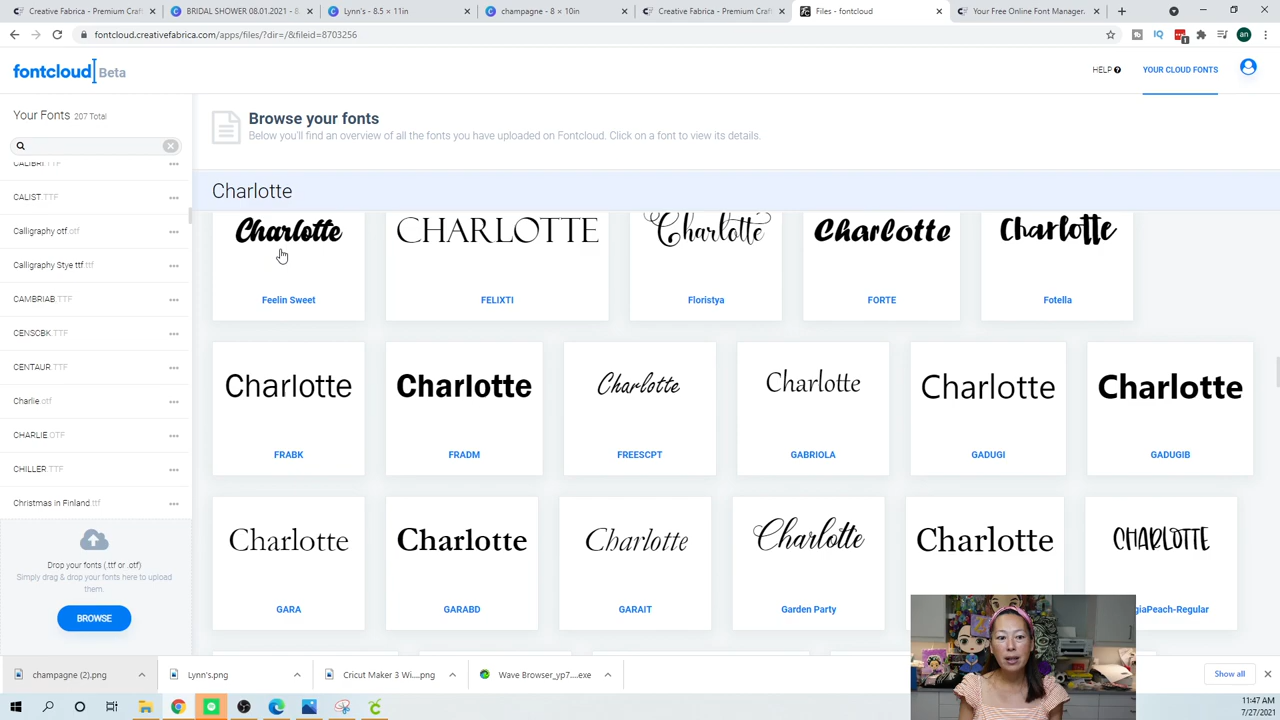 BRIDAL SHOWER 08.01.2021 - 8
Lynn's - 8.5 × 11in
champagne - 8 × 10in
Creative Fabrica - Premium Craf
Files - fontcloud
Your Free Online Font Manager.
fontcloud.creativefabrica.com/apps/files/?dir=/&fileid=8703256
IQ
1
an
fontcloud Beta
HELP
YOUR CLOUD FONTS
Your Fonts 207 Total
Browse your fonts
Below you'll find an overview of all the fonts you have uploaded on Fontcloud. Click on a font to view its details.
Charlotte
CALIBRI.TTF
CALIST.TTF
Calligraphy otf.otf
Calligraphy Stye ttf.ttf
CAMBRIAB.TTF
CENSCBK.TTF
CENTAUR.TTF
Charlie.otf
CHARLIE.OTF
CHILLER.TTF
Christmas in Finland.ttf
Drop your fonts (.ttf or .otf)
Simply drag & drop your fonts here to upload
them.
BROWSE
Charlotte CHARLOTTE Charlotte Charlotte Charlotte
Feelin Sweet FELIXTI Floristya FORTE Fotella
Charlotte Charlotte Charlotte Charlotte Charlotte Charlotte
FRABK FRADM FREESCPT GABRIOLA GADUGI GADUGIB
Charlotte Charlotte Charlotte Charlotte Charlotte CHARLOTTE
GARA GARABD GARAIT Garden Party giaPeach-Regular
champagne (2).png
Lynn's.png
Cricut Maker 3 Wi....png
Wave Browser_yp7....exe
Show all
11:47 AM
7/27/2021